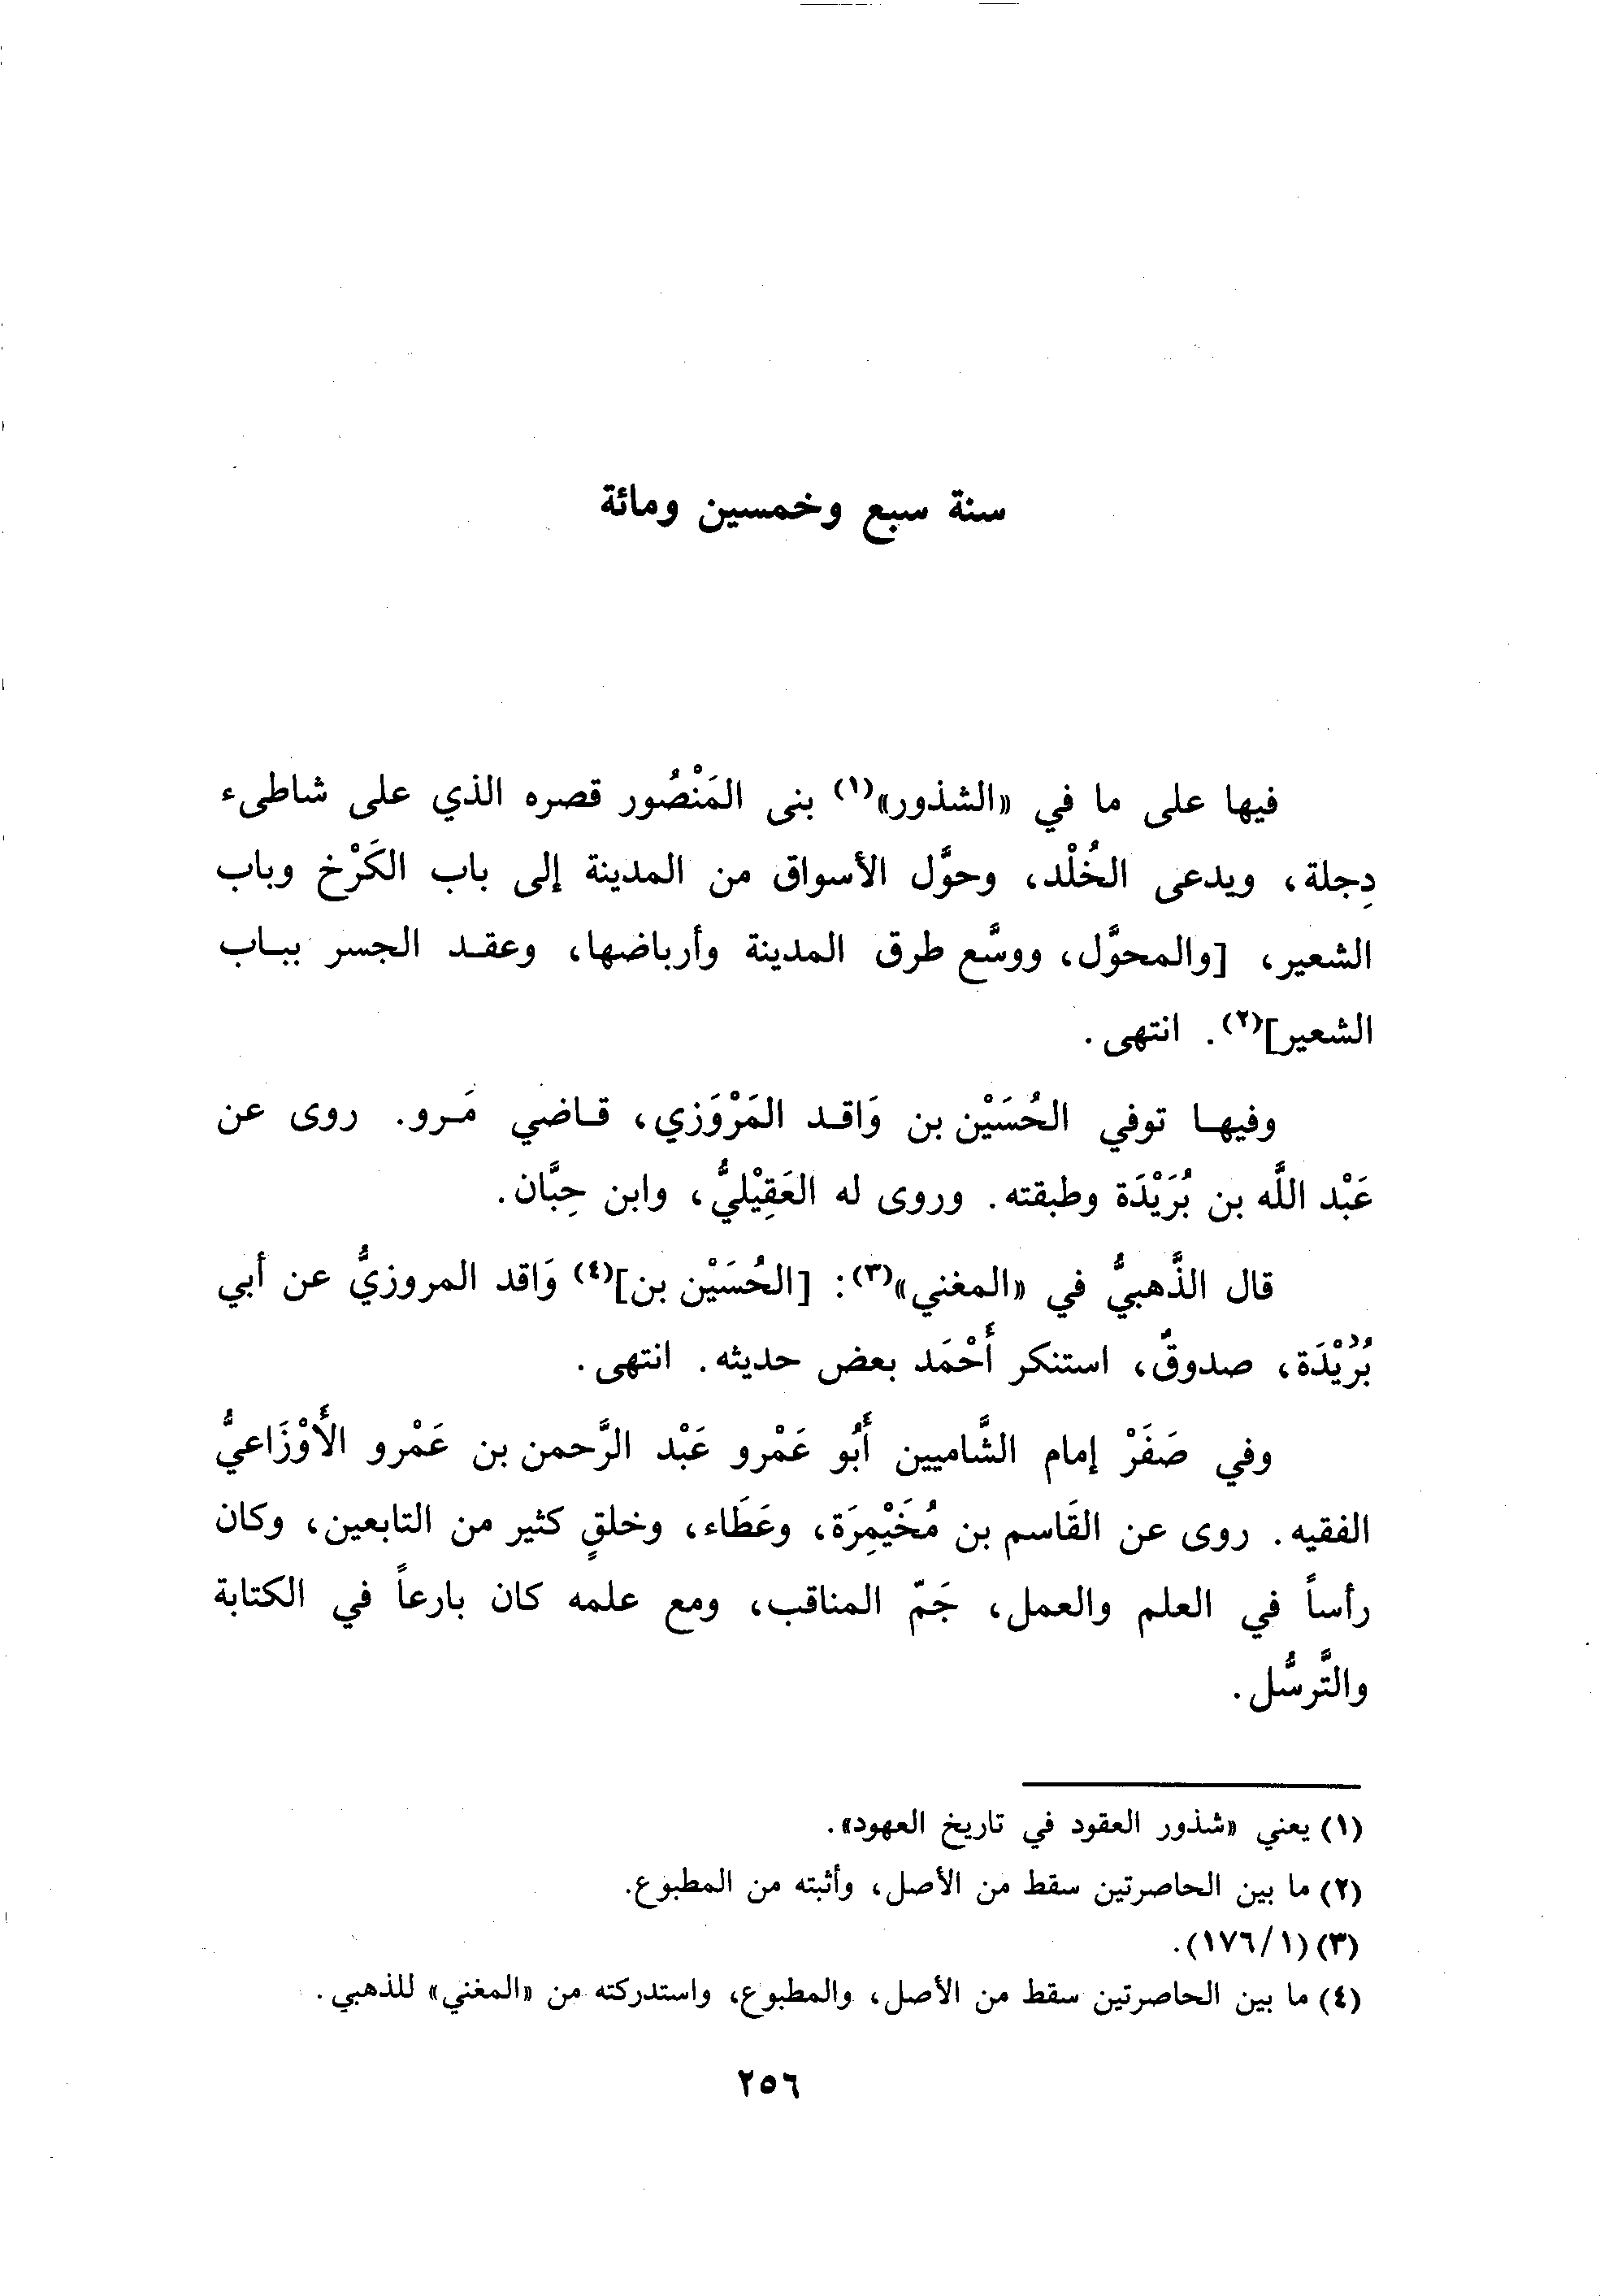 سنة سبع وخمسين ومائة
فيها على ما في «الشذور»(١) بنى المَنْصُور قصره الذي على شاطىء
دِجلة، ويدعى الخُلْد، وحوَّل الأسواق من المدينة إلى باب الكَرْخ وباب
الشعير، [والمحوَّل، ووسَّع طرق المدينة وأرباضها، وعقد الجسر بباب
الشعير](٢). انتهى.
وفيها توفي الحُسَيْن بن وَاقد المَرْوَزي، قاضي مَرو. روى عن
عَبْد اللَّه بن بُرَيْدَة وطبقته. وروى له العَقِيْليُّ، وابن حِبَّان.
قال الذَّهبيُّ في «المغني»(٣): [الحُسَيْن بن](٤) وَاقد المروزيُّ عن أبي
بُرُيْدَة، صدوقٌ، استنكر أَحْمَد بعض حديثه. انتهى.
وفي صَفَرْ إمام الشَّاميين أَبُو عَمْرو عَبْد الرَّحمن بن عَمْرو الأَوْزَاعيُّ
الفقيه. روى عن القَاسم بن مُخَيْمِرَة، وعَطَاء، وخلقٍ كثير من التابعين، وكان
رأساً في العلم والعمل، جَمّ المناقب، ومع علمه كان بارعاً في الكتابة
والتَّرسُّل.
(١) يعني «شذور العقود في تاريخ العهود».
(٢) ما بين الحاصرتين سقط من الأصل، وأثبته من المطبوع.
(٣) (١/١٧٦).
(٤) ما بين الحاصرتين سقط من الأصل، والمطبوع، واستدركته من «المغني» للذهبي.
٢٥٦